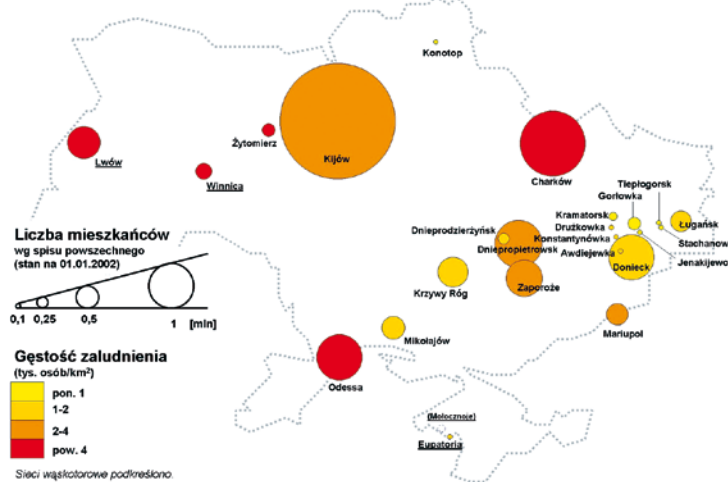 Konotop
Lwów
Żytomierz
Kijów
Winnica
Charków
Tiepłogorsk
Gorłowka
Kramatorsk
Ługańsk
Drużkowka
Dnieprodzierżyńsk
Konstantynówka
Stachanow
Dniepropietrowsk
Awdiejewka
Jenakijewo
Donieck
Zaporoże
Krzywy Róg
Mariupol
Mikołajów
Odessa
(Mołocznoje)
Eupatoria
Liczba mieszkańców
wg spisu powszechnego
(stan na 01.01.2002)
0,1 0,25 0,5 1 [mln]
Gęstość zaludnienia
(tys. osób/km²)
pon. 1
1-2
2-4
pow. 4
Sieci wąskotorowe podkreślono.